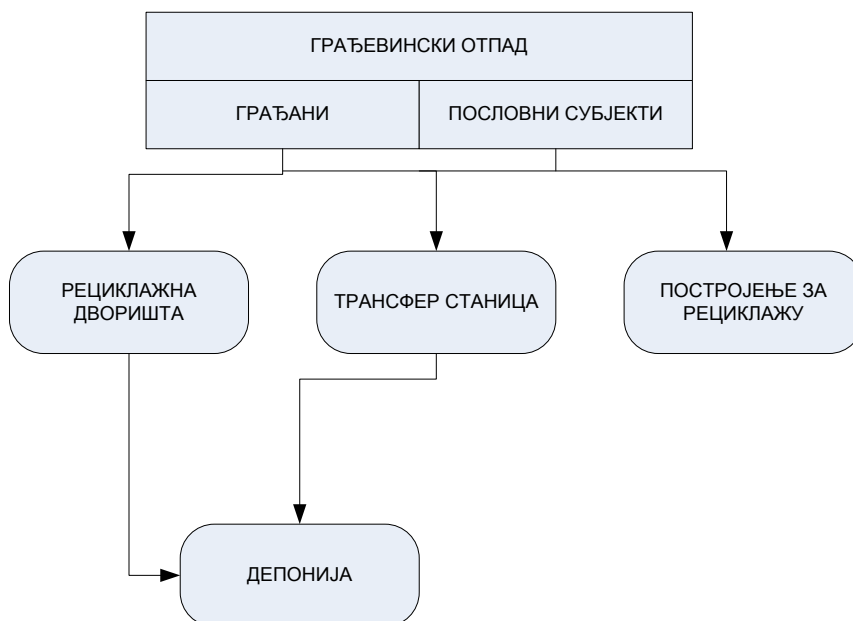 ГРАЂЕВИНСКИ ОТПАД
ГРАЂАНИ
ПОСЛОВНИ СУБЈЕКТИ
РЕЦИКЛАЖНА
ДВОРИШТА
ТРАНСФЕР СТАНИЦА
ПОСТРОЈЕЊЕ ЗА
РЕЦИКЛАЖУ
ДЕПОНИЈА